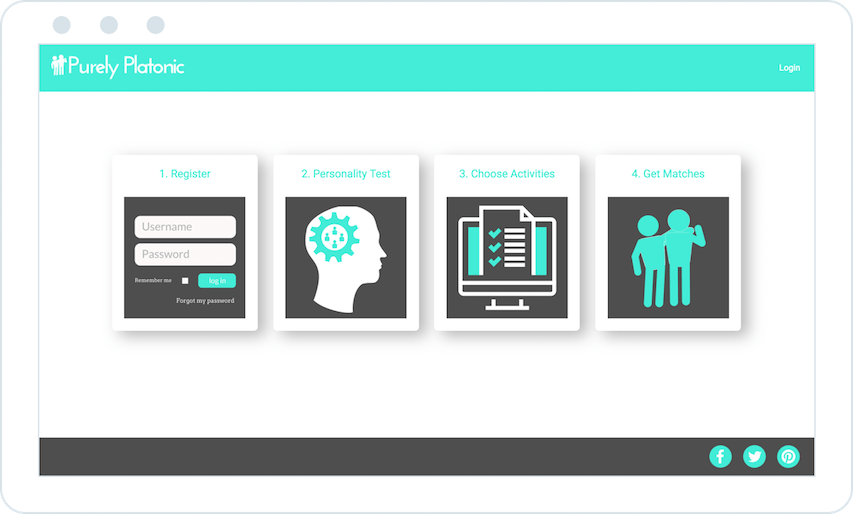 Purely Platonic
Login
1. Register
2. Personality Test
3. Choose Activities
4. Get Matches
Username
Password
Remember me
log in
Forgot my password